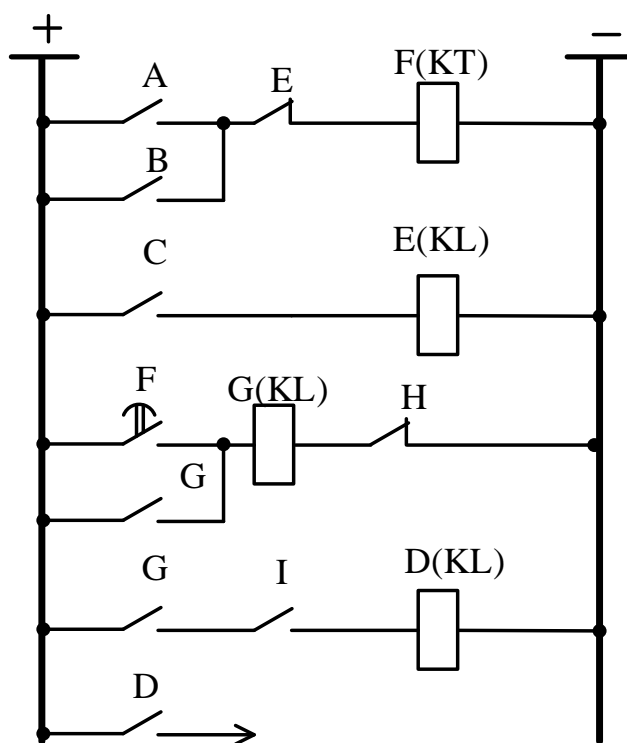 + −
A E F(KT)
B
C E(KL)
F G(KL) H
G
G I D(KL)
D